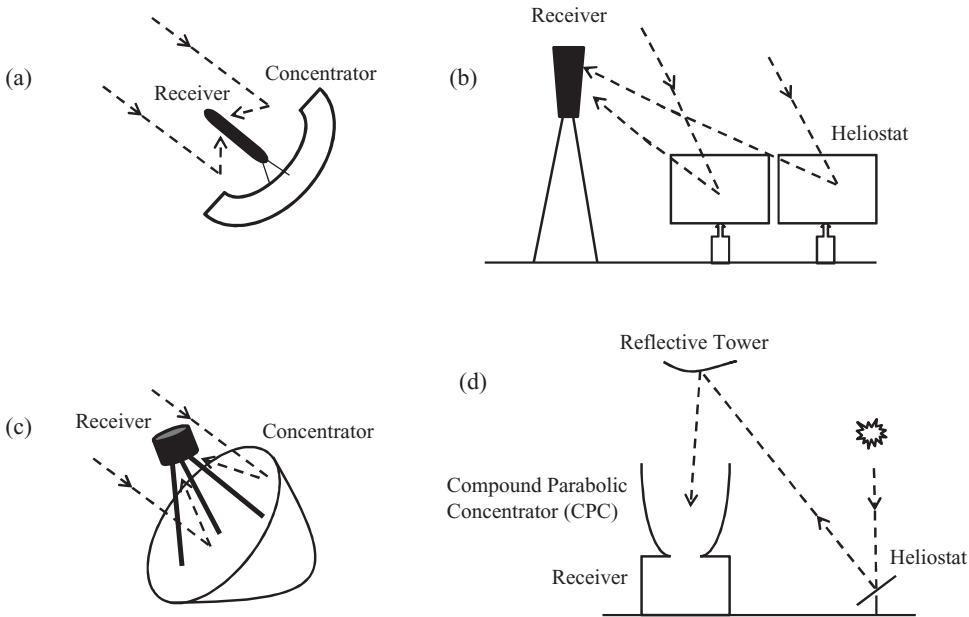 (a)
Receiver
Concentrator
(b)
Receiver
Heliostat
(c)
Receiver
Concentrator
(d)
Reflective Tower
Compound Parabolic
Concentrator (CPC)
Receiver
Heliostat